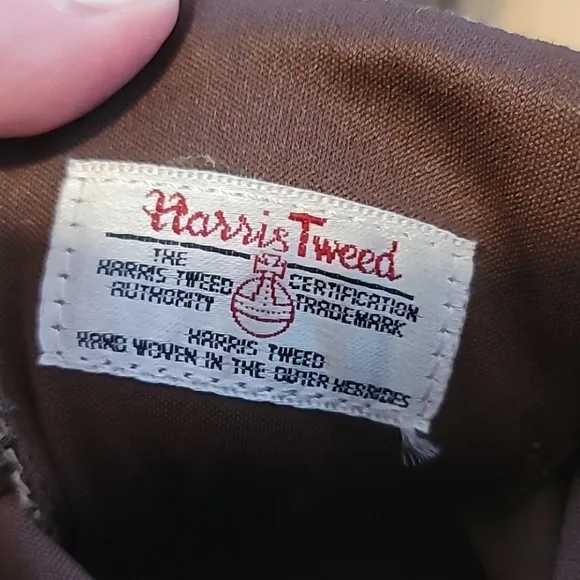 Harris Tweed
THE
HARRIS TWEED
AUTHORITY
CERTIFICATION
TRADEMARK
HARRIS TWEED
HAND WOVEN IN THE OUTER HEBRIDES